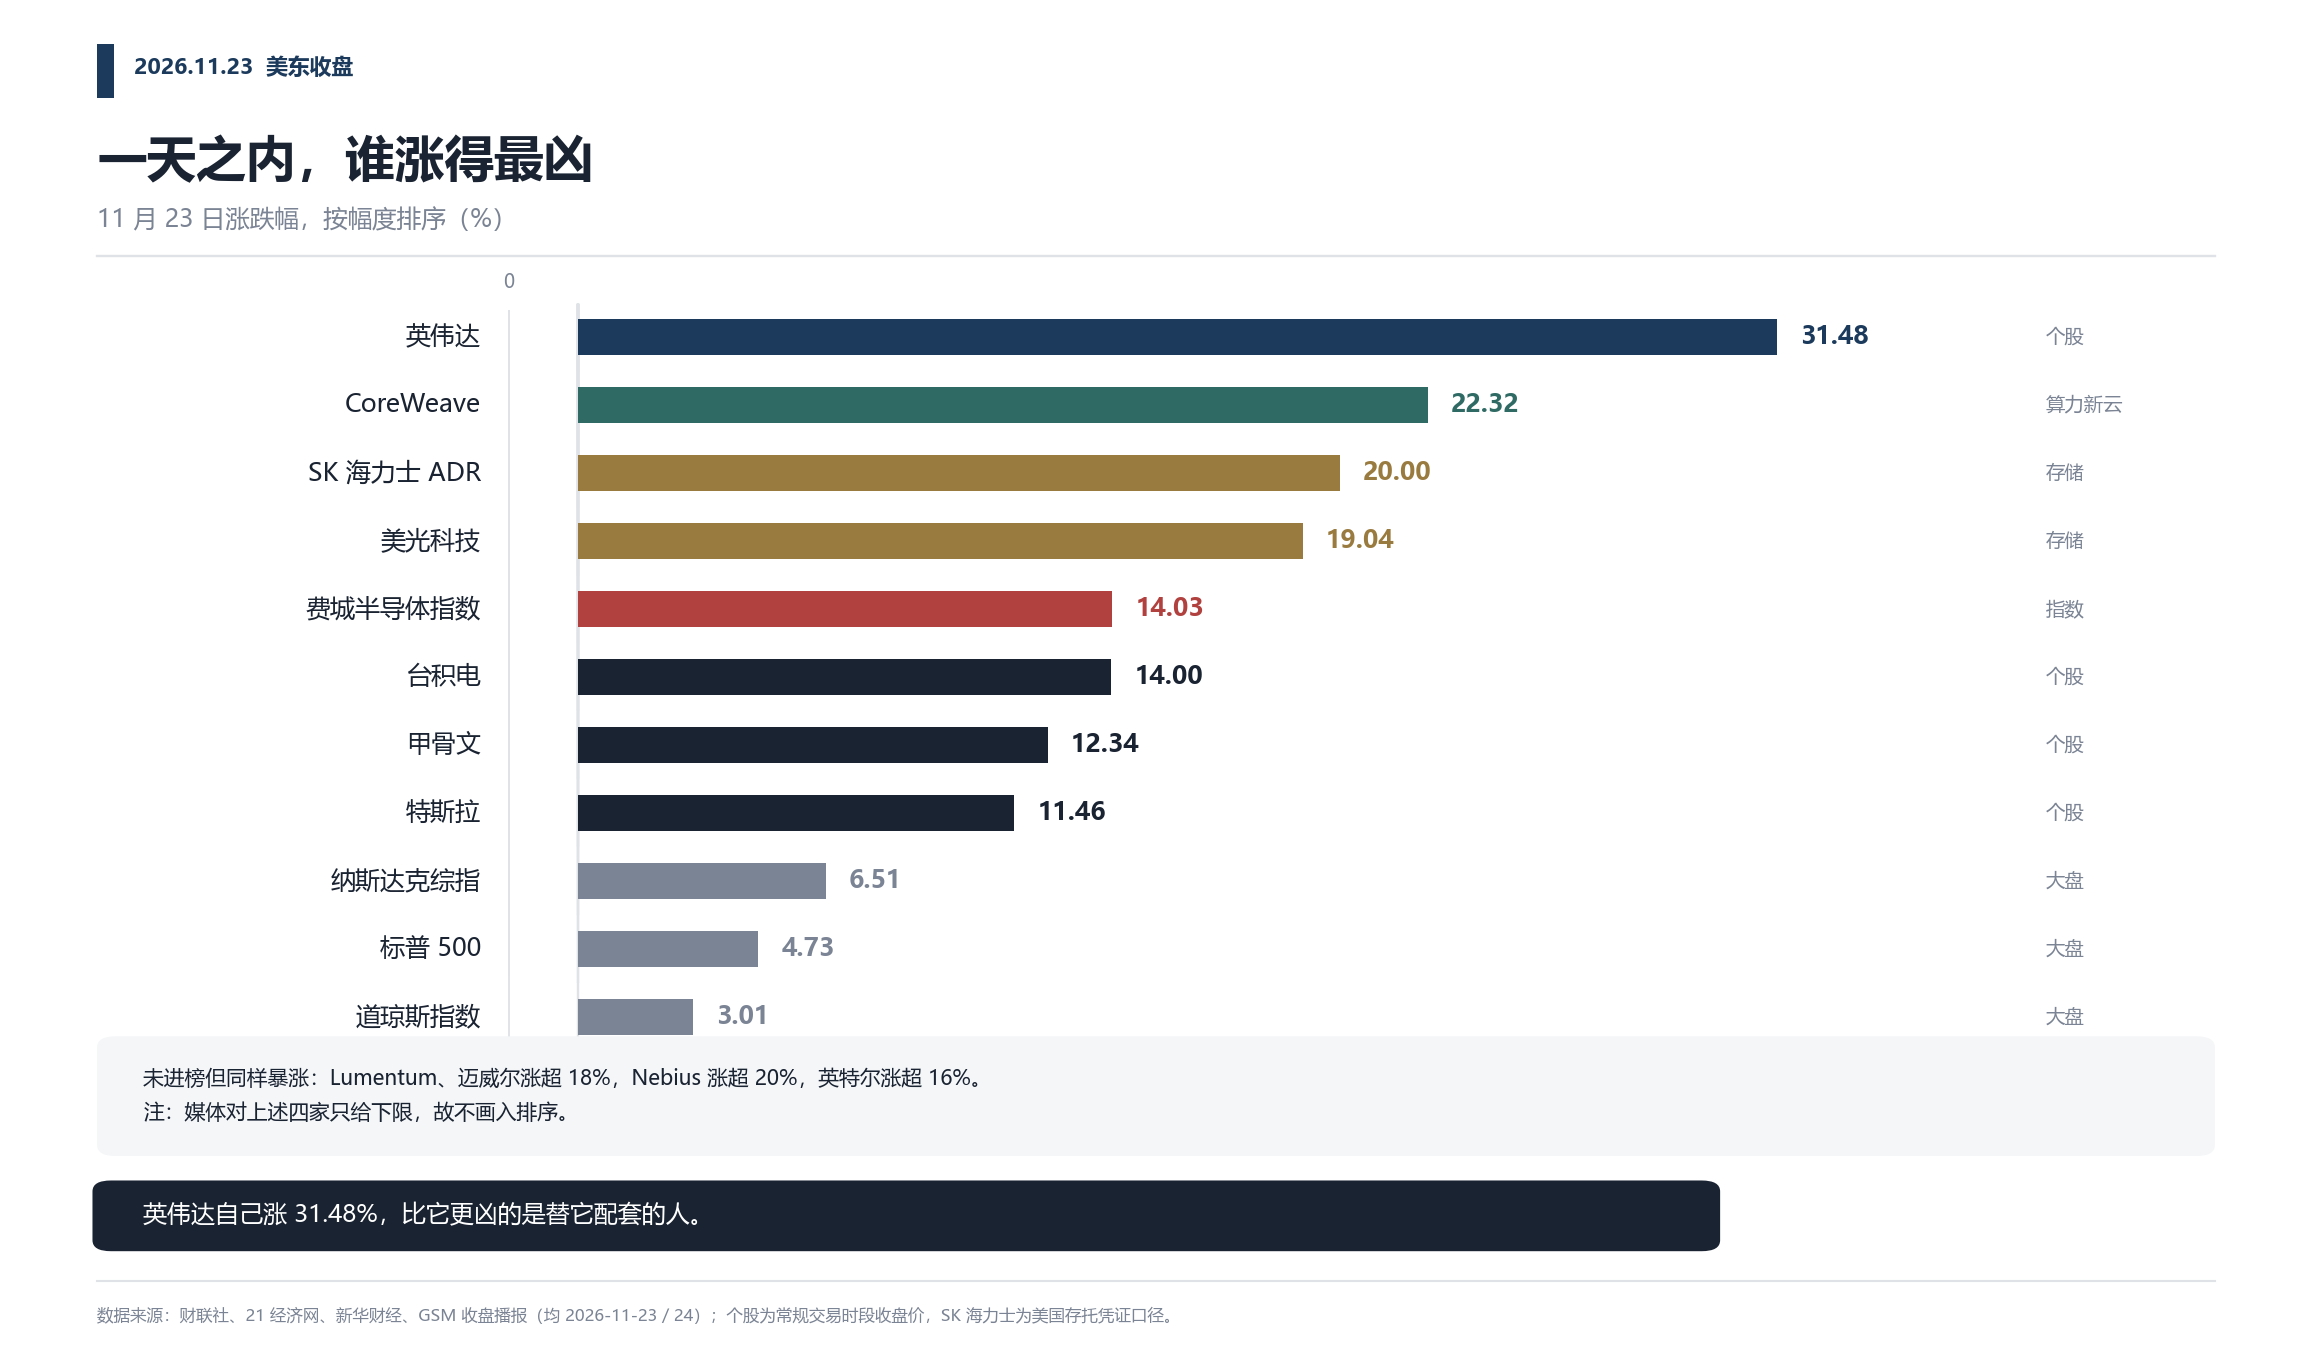 2026.11.23 美东收盘
一天之内，谁涨得最凶
11 月 23 日涨跌幅，按幅度排序（%）
0
英伟达 31.48 个股
CoreWeave 22.32 算力新云
SK 海力士 ADR 20.00 存储
美光科技 19.04 存储
费城半导体指数 14.03 指数
台积电 14.00 个股
甲骨文 12.34 个股
特斯拉 11.46 个股
纳斯达克综指 6.51 大盘
标普 500 4.73 大盘
道琼斯指数 3.01 大盘
未进榜但同样暴涨：Lumentum、迈威尔涨超 18%，Nebius 涨超 20%，英特尔涨超 16%。
注：媒体对上述四家只给下限，故不画入排序。
英伟达自己涨 31.48%，比它更凶的是替它配套的人。
数据来源：财联社、21 经济网、新华财经、GSM 收盘播报（均 2026-11-23 / 24）；个股为常规交易时段收盘价，SK 海力士为美国存托凭证口径。